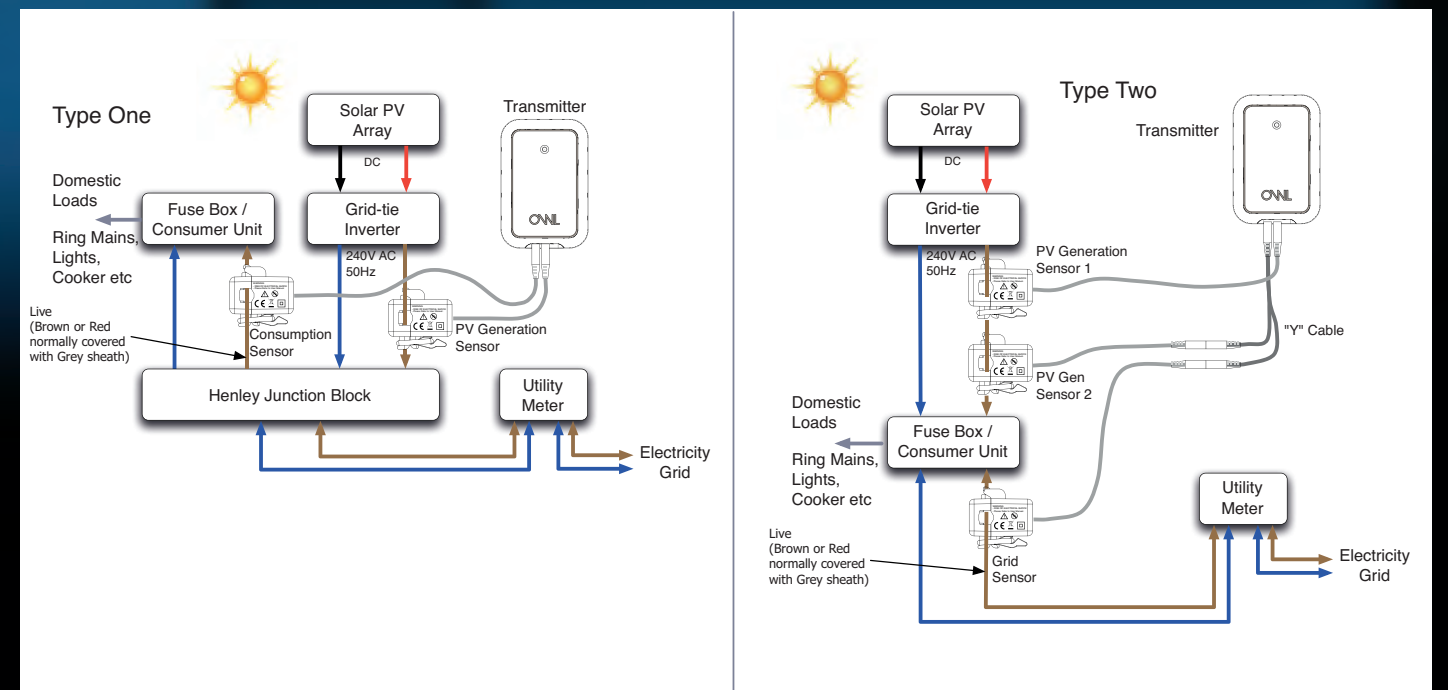 Type One
Solar PV
Array
Transmitter
DC
Domestic
Loads
Ring Mains,
Lights,
Cooker etc
Fuse Box /
Consumer Unit
Grid-tie
Inverter
OWL
240V AC
50Hz
Live
(Brown or Red
normally covered
with Grey sheath)
Consumption
Sensor
PV Generation
Sensor
Henley Junction Block
Utility
Meter
Electricity
Grid
Type Two
Solar PV
Array
Transmitter
DC
Grid-tie
Inverter
OWL
240V AC
50Hz
PV Generation
Sensor 1
"Y" Cable
PV Gen
Sensor 2
Domestic
Loads
Ring Mains,
Lights,
Cooker etc
Fuse Box /
Consumer Unit
Utility
Meter
Live
(Brown or Red
normally covered
with Grey sheath)
Grid
Sensor
Electricity
Grid